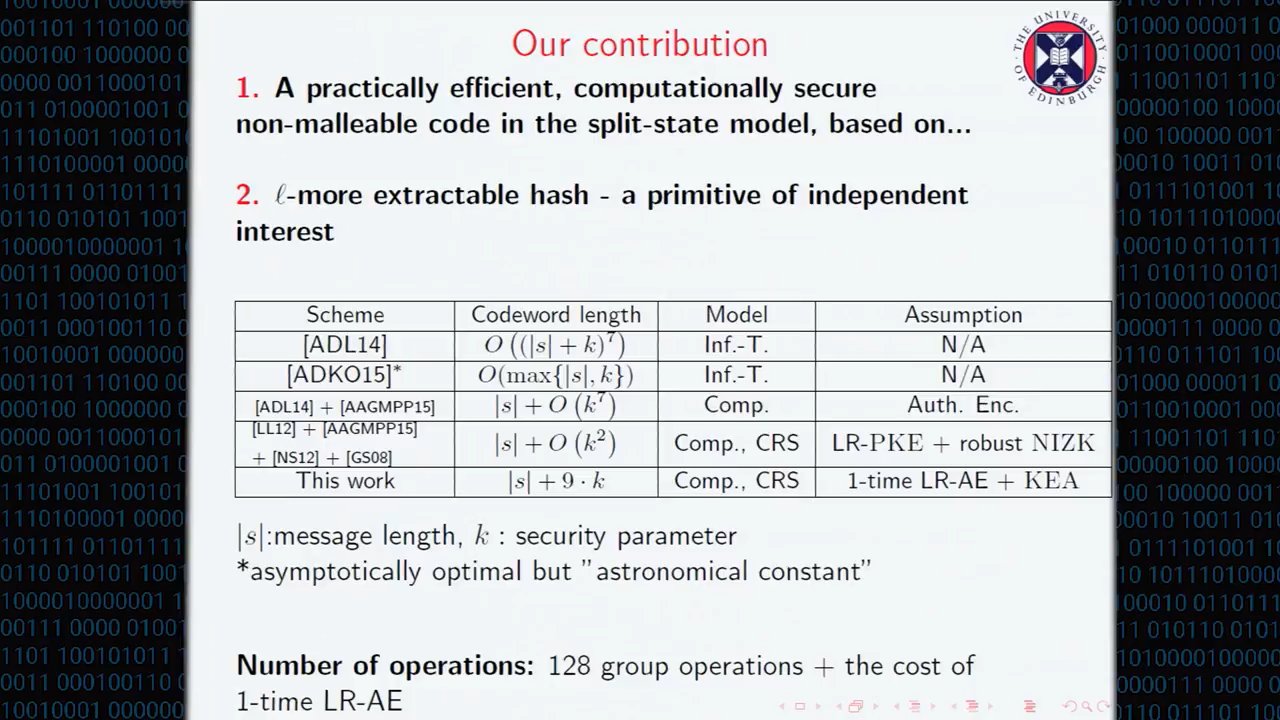 Our contribution
THE UNIVERSITY OF EDINBURGH
1. A practically efficient, computationally secure
non-malleable code in the split-state model, based on...
2. ℓ-more extractable hash - a primitive of independent
interest
Scheme Codeword length Model Assumption
[ADL14] O((|s| + k)^7) Inf.-T. N/A
[ADKO15]* O(max{|s|, k}) Inf.-T. N/A
[ADL14] + [AAGMPP15] |s| + O(k^7) Comp. Auth. Enc.
[LL12] + [AAGMPP15]
+ [NS12] + [GS08] |s| + O(k^2) Comp., CRS LR-PKE + robust NIZK
This work |s| + 9 · k Comp., CRS 1-time LR-AE + KEA
|s|:message length, k : security parameter
*asymptotically optimal but "astronomical constant"
Number of operations: 128 group operations + the cost of
1-time LR-AE